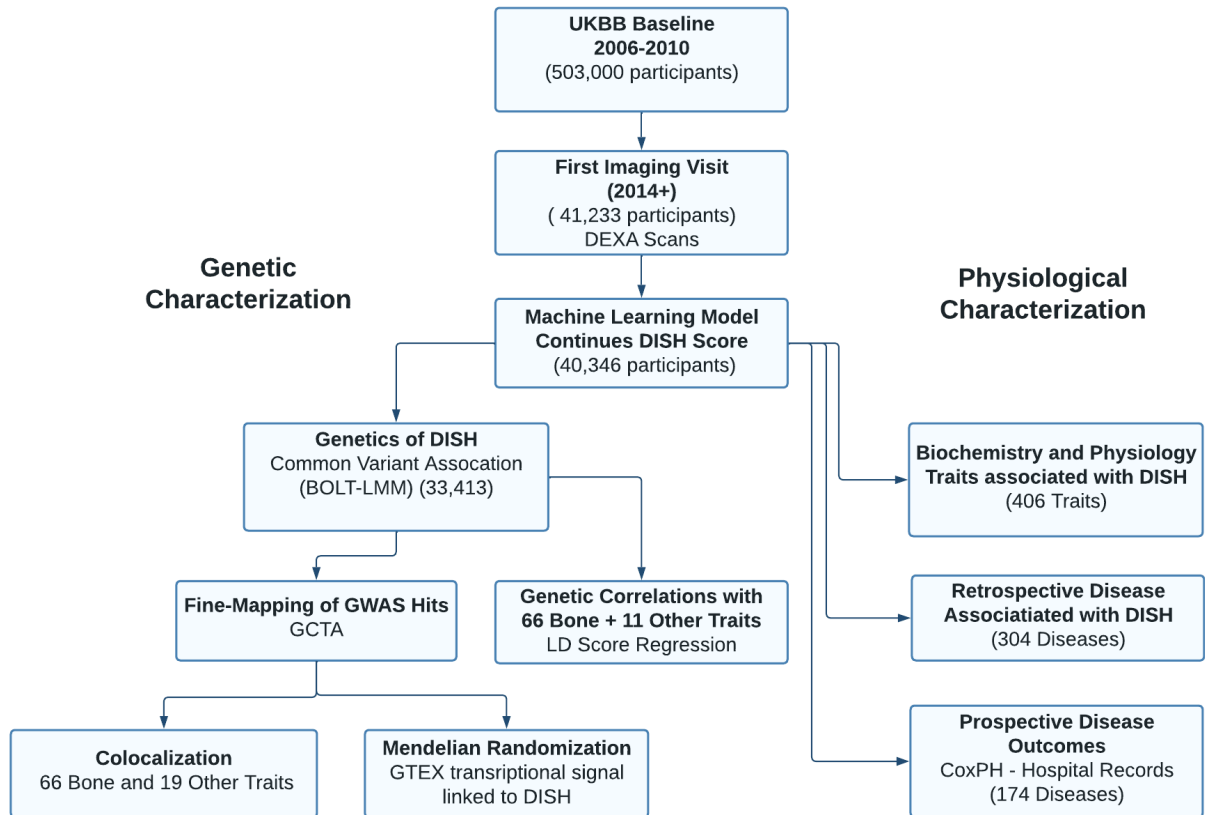 UKBB Baseline
2006-2010
(503,000 participants)
First Imaging Visit
(2014+)
( 41,233 participants)
DEXA Scans
Genetic
Characterization
Physiological
Characterization
Machine Learning Model
Continues DISH Score
(40,346 participants)
Genetics of DISH
Common Variant Assocation
(BOLT-LMM) (33,413)
Biochemistry and Physiology
Traits associated with DISH
(406 Traits)
Fine-Mapping of GWAS Hits
GCTA
Genetic Correlations with
66 Bone + 11 Other Traits
LD Score Regression
Retrospective Disease
Associatiated with DISH
(304 Diseases)
Colocalization
66 Bone and 19 Other Traits
Mendelian Randomization
GTEX transriptional signal
linked to DISH
Prospective Disease
Outcomes
CoxPH - Hospital Records
(174 Diseases)